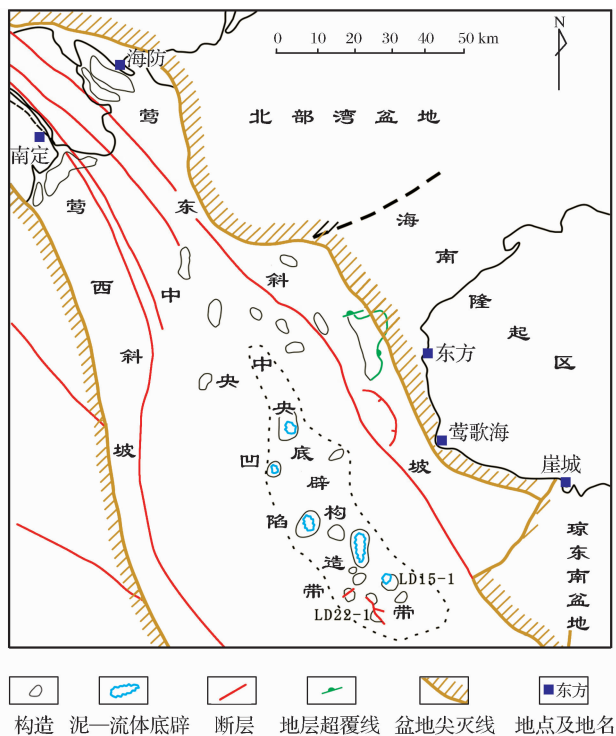 0 10 20 30 40 50 km
N
海防
南定
莺东斜坡
北部湾盆地
莺西斜坡
海南隆起区
中央凹陷带
中央底辟构造带
东方
莺歌海
崖城
琼东南盆地
LD15-1
LD22-1
构造 泥—流体底辟 断层 地层超覆线 盆地尖灭线 地点及地名
东方